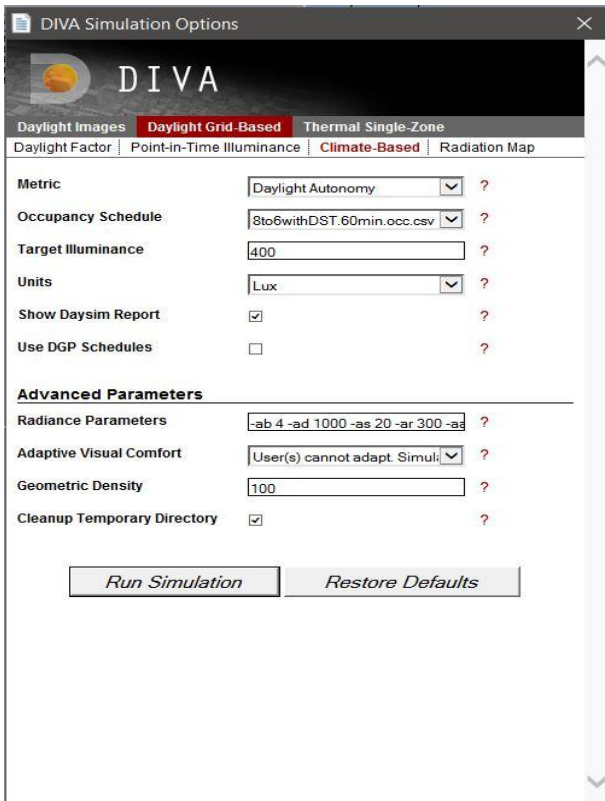 DIVA Simulation Options
DIVA
Daylight Images Daylight Grid-Based Thermal Single-Zone
Daylight Factor Point-in-Time Illuminance Climate-Based Radiation Map
Metric Daylight Autonomy ?
Occupancy Schedule 8to6withDST.60min.occ.csv ?
Target Illuminance 400 ?
Units Lux ?
Show Daysim Report ?
Use DGP Schedules ?
Advanced Parameters
Radiance Parameters -ab 4 -ad 1000 -as 20 -ar 300 -aa ?
Adaptive Visual Comfort User(s) cannot adapt. Simula ?
Geometric Density 100 ?
Cleanup Temporary Directory ?
Run Simulation Restore Defaults